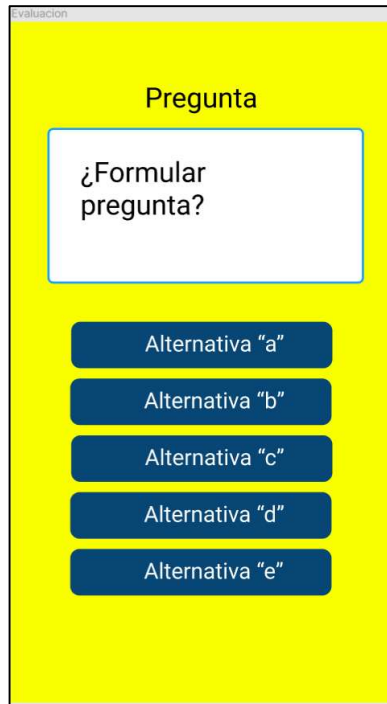 Evaluacion
Pregunta
¿Formular
pregunta?
Alternativa “a”
Alternativa “b”
Alternativa “c”
Alternativa “d”
Alternativa “e”